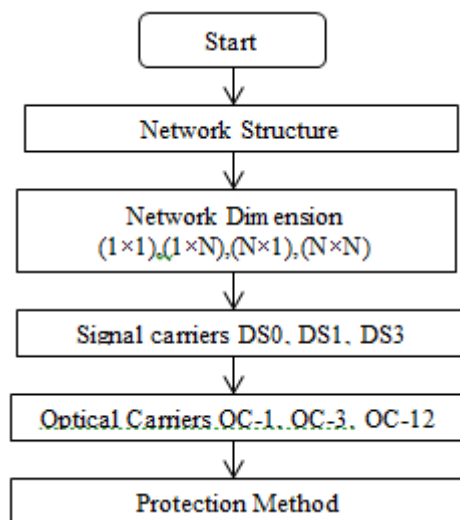 Start
Network Structure
Network Dimension
(1×1),(1×N),(N×1),(N×N)
Signal carriers DS0, DS1, DS3
Optical Carriers OC-1, OC-3, OC-12
Protection Method